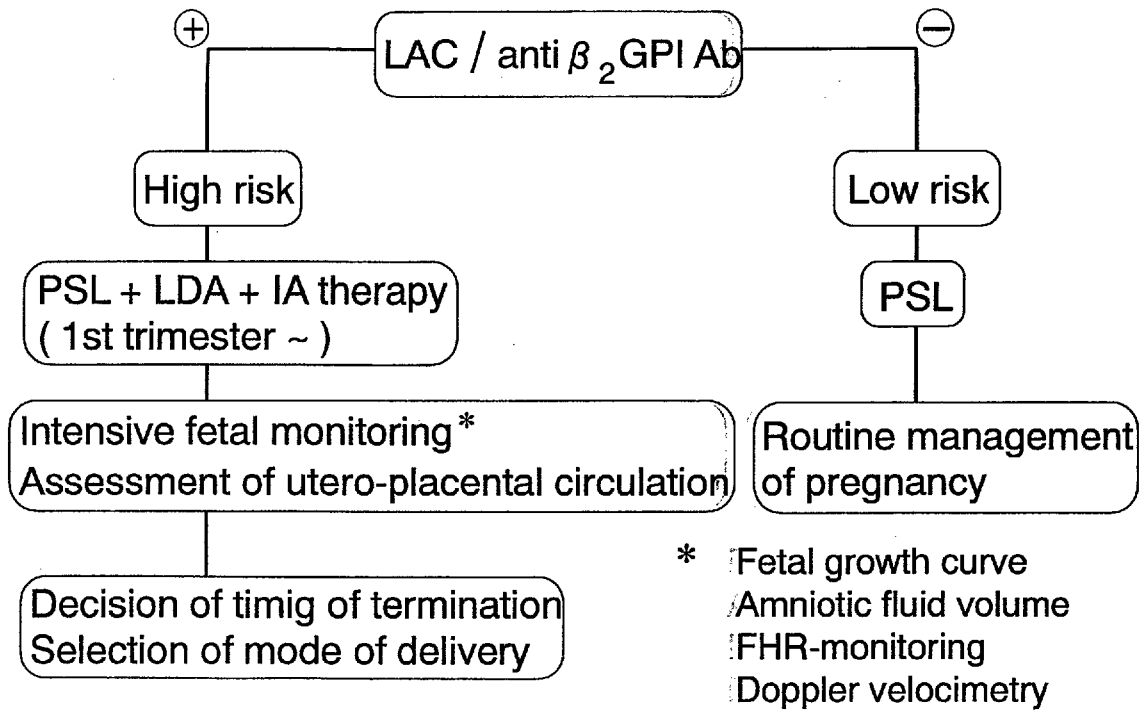 ⊕
⊖
LAC / anti β₂GPI Ab
High risk
Low risk
PSL + LDA + IA therapy
( 1st trimester ~ )
PSL
Intensive fetal monitoring*
Assessment of utero-placental circulation
Routine management
of pregnancy
Decision of timig of termination
Selection of mode of delivery
* Fetal growth curve
Amniotic fluid volume
FHR-monitoring
Doppler velocimetry